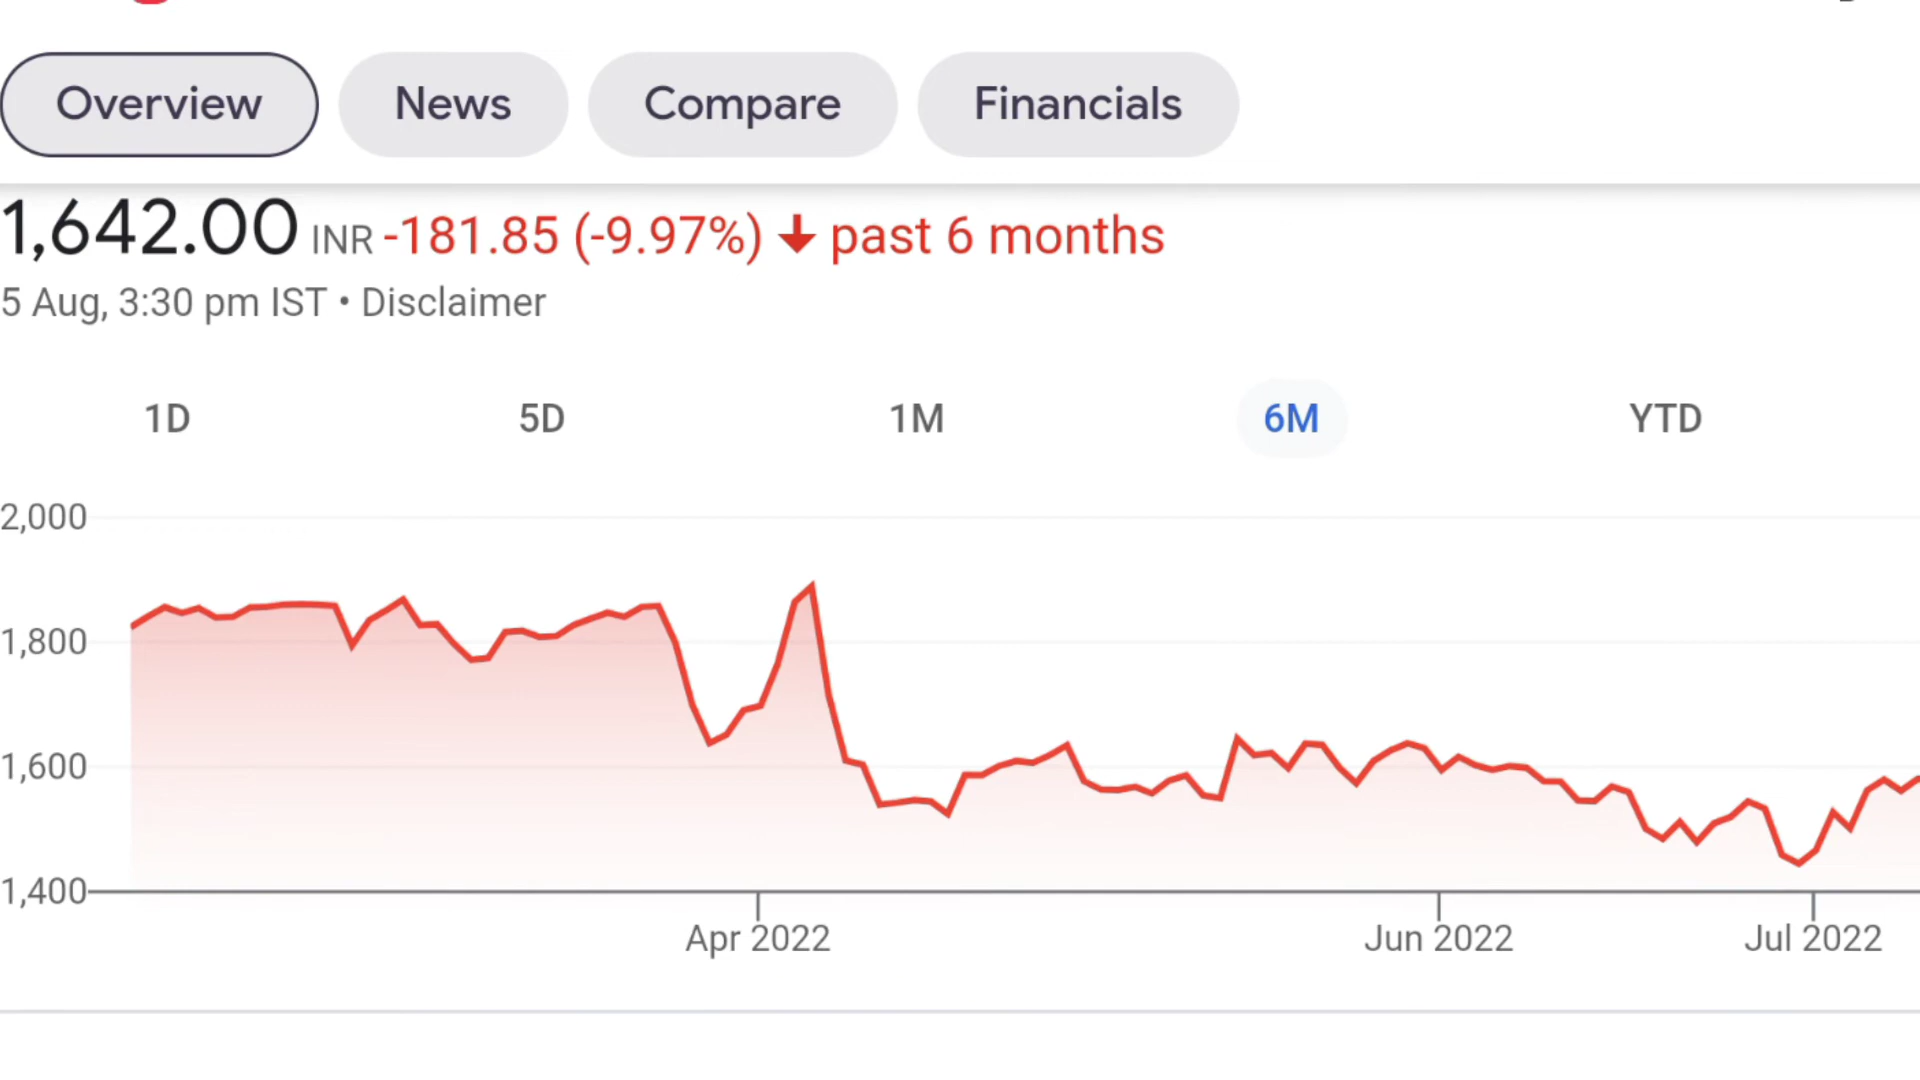 Overview News Compare Financials
1,642.00 INR -181.85 (-9.97%) ↓ past 6 months
5 Aug, 3:30 pm IST • Disclaimer
1D 5D 1M 6M YTD
2,000
1,800
1,600
1,400
Apr 2022 Jun 2022 Jul 2022